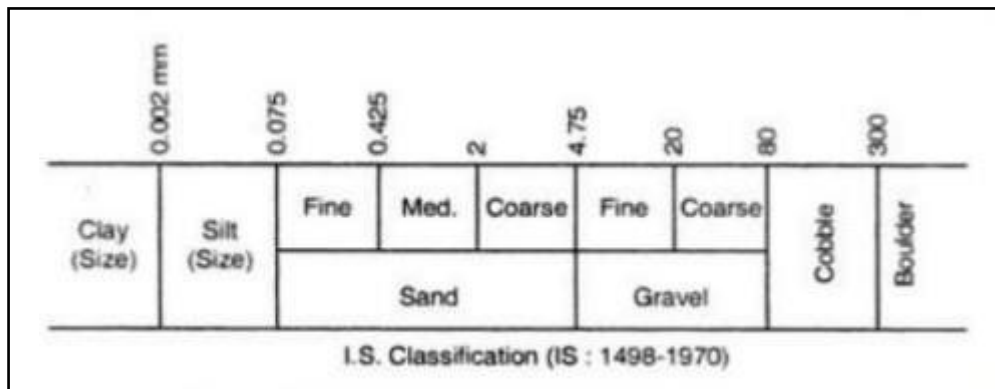 0.002 mm 0.075 0.425 2 4.75 20 80 300
Fine Med. Coarse Fine Coarse
Clay (Size) Silt (Size) Cobble Boulder
Sand Gravel
I.S. Classification (IS : 1498-1970)